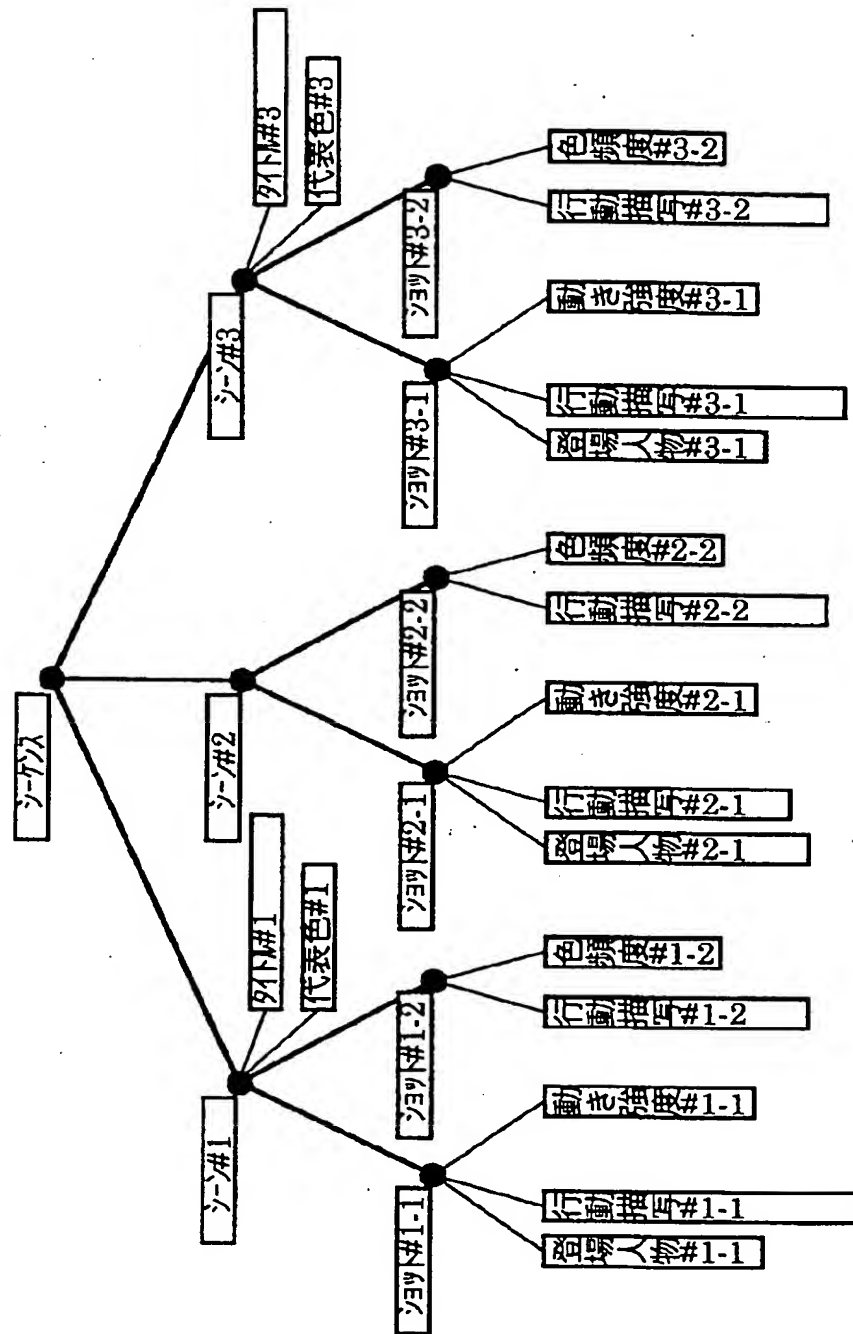 シーケンス
シーン#1
タイトル#1
代表色#1
シーン#2
シーン#3
タイトル#3
代表色#3
ショット#1-1
ショット#1-2
ショット#2-1
ショット#2-2
ショット#3-1
ショット#3-2
登場人物#1-1
行動描写#1-1
動き強度#1-1
行動描写#1-2
色頻度#1-2
登場人物#2-1
行動描写#2-1
動き強度#2-1
行動描写#2-2
色頻度#2-2
登場人物#3-1
行動描写#3-1
動き強度#3-1
行動描写#3-2
色頻度#3-2